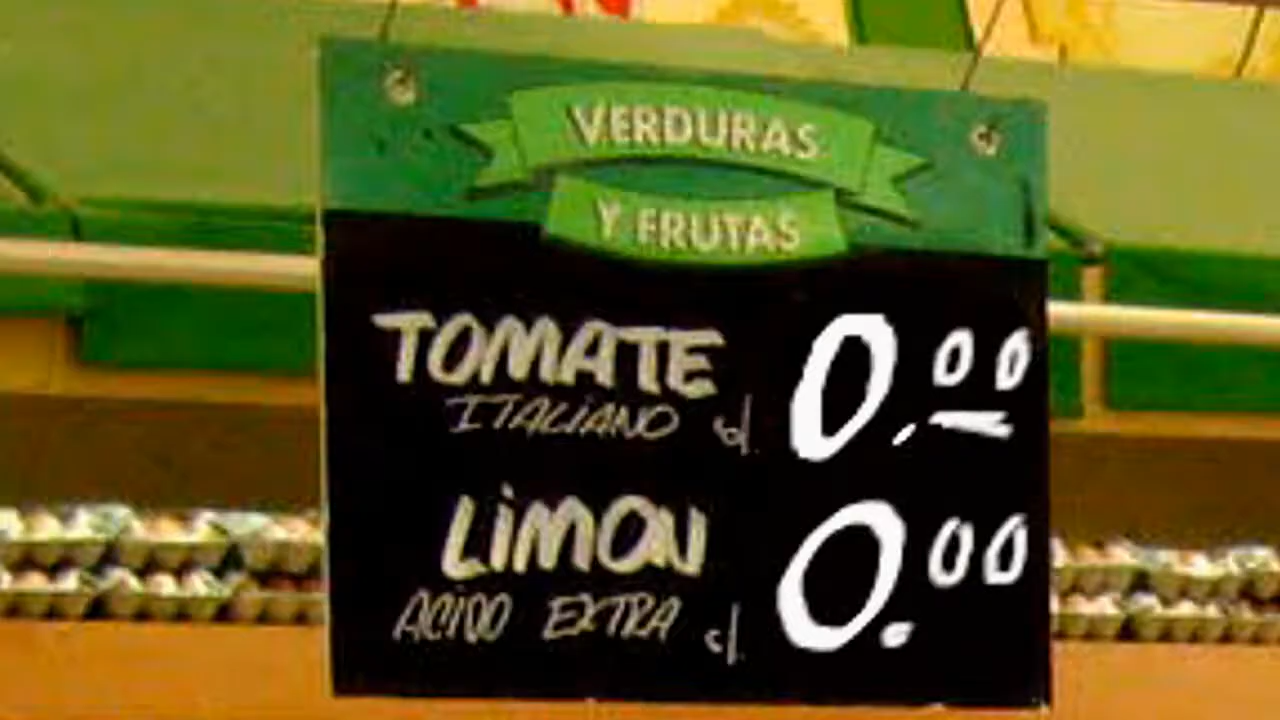 VERDURAS
Y FRUTAS
TOMATE
ITALIANO d. 0.00
LIMON
ACIDO EXTRA d. 0.00